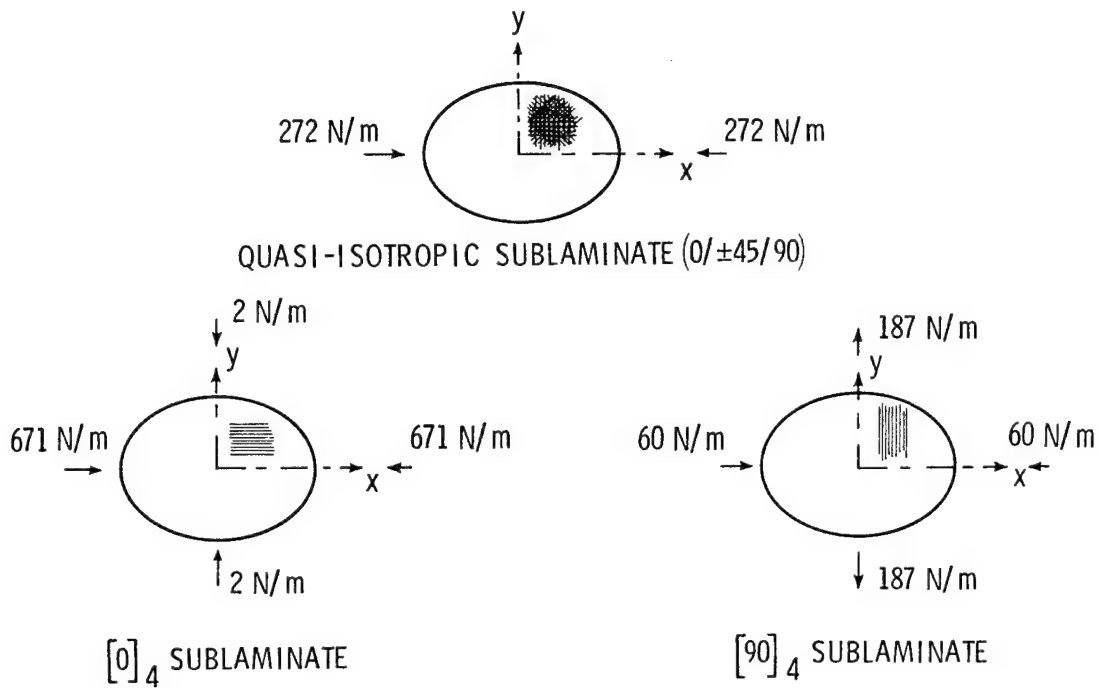 y
272 N/m
272 N/m
x
QUASI-ISOTROPIC SUBLAMINATE (0/±45/90)
2 N/m
y
671 N/m
671 N/m
x
2 N/m
[0]4 SUBLAMINATE
187 N/m
y
60 N/m
60 N/m
x
187 N/m
[90]4 SUBLAMINATE